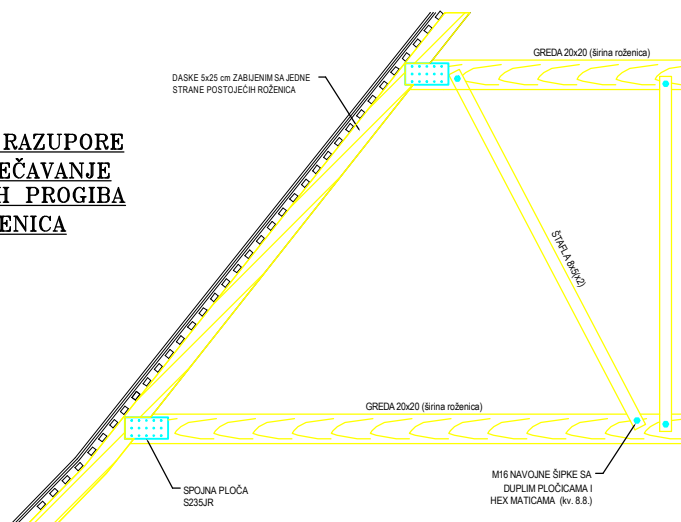 GREDA 20x20 (širina roženica)
DASKE 5x25 cm ZABIJENIM SA JEDNE
STRANE POSTOJEĆIH ROŽENICA
RAZUPORE
EČAVANJE
H PROGIBA
ENICA
ŠTAFLA 8x5(x2)
GREDA 20x20 (širina roženica)
SPOJNA PLOČA
S235JR
M16 NAVOJNE ŠIPKE SA
DUPLIM PLOČICAMA I
HEX MATICAMA (kv. 8.8.)